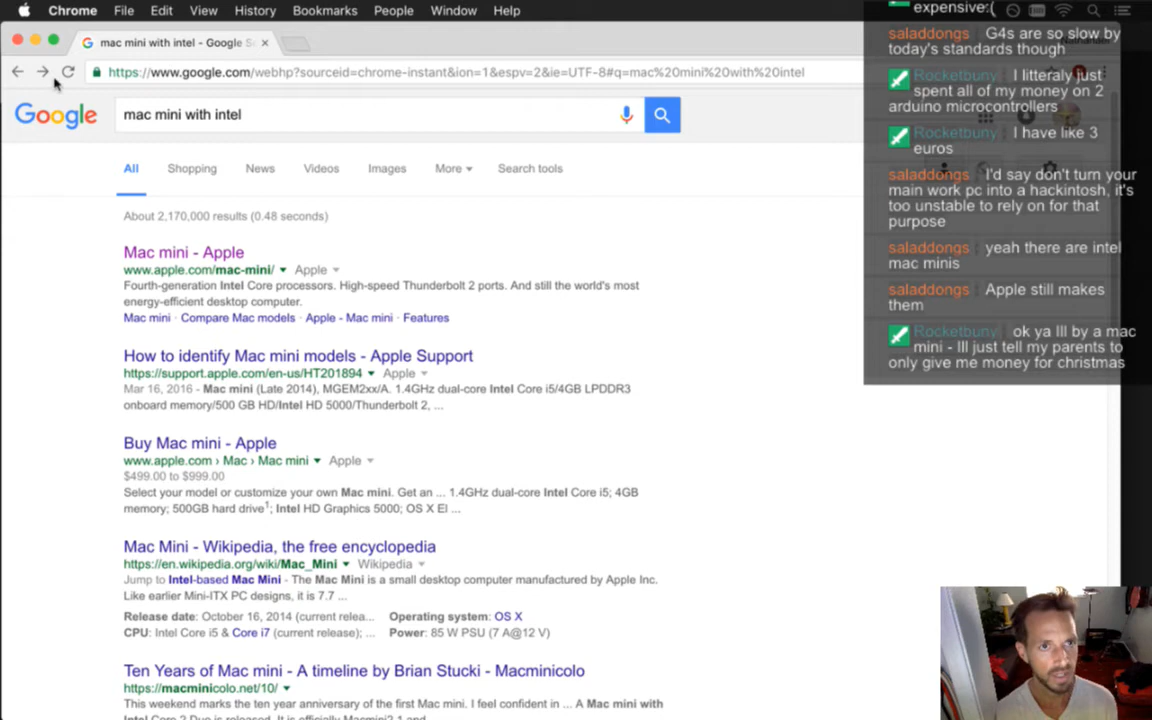 Chrome File Edit View History Bookmarks People Window Help
mac mini with intel - Google S
https://www.google.com/webhp?sourceid=chrome-instant&ion=1&espv=2&ie=UTF-8#q=mac%20mini%20with%20intel
Google mac mini with intel
All Shopping News Videos Images More Search tools
About 2,170,000 results (0.48 seconds)
Mac mini - Apple
www.apple.com/mac-mini/ Apple
Fourth-generation Intel Core processors. High-speed Thunderbolt 2 ports. And still the world's most
energy-efficient desktop computer.
Mac mini · Compare Mac models · Apple - Mac mini · Features
How to identify Mac mini models - Apple Support
https://support.apple.com/en-us/HT201894 Apple
Mar 16, 2016 - Mac mini (Late 2014), MGEM2xx/A. 1.4GHz dual-core Intel Core i5/4GB LPDDR3
onboard memory/500 GB HD/Intel HD 5000/Thunderbolt 2, ...
Buy Mac mini - Apple
www.apple.com › Mac › Mac mini Apple
$499.00 to $999.00
Select your model or customize your own Mac mini. Get an ... 1.4GHz dual-core Intel Core i5; 4GB
memory; 500GB hard drive1; Intel HD Graphics 5000; OS X El ...
Mac Mini - Wikipedia, the free encyclopedia
https://en.wikipedia.org/wiki/Mac_Mini Wikipedia
Jump to Intel-based Mac Mini - The Mac Mini is a small desktop computer manufactured by Apple Inc.
Like earlier Mini-ITX PC designs, it is 7.7 ...
Release date: October 16, 2014 (current relea... Operating system: OS X
CPU: Intel Core i5 & Core i7 (current release); ... Power: 85 W PSU (7 A@12 V)
Ten Years of Mac mini - A timeline by Brian Stucki - Macminicolo
https://macminicolo.net/10/
This weekend marks the ten year anniversary of the first Mac mini. I feel confident in ... A Mac mini with
expensive:(
saladdongs G4s are so slow by
today's standards though
Rocketbuny I litteraly just
spent all of my money on 2
arduino microcontrollers
Rocketbuny I have like 3
euros
saladdongs I'd say don't turn your
main work pc into a hackintosh, it's
too unstable to rely on for that
purpose
saladdongs yeah there are intel
mac minis
saladdongs Apple still makes
them
Rocketbuny ok ya Ill by a mac
mini - Ill just tell my parents to
only give me money for christmas